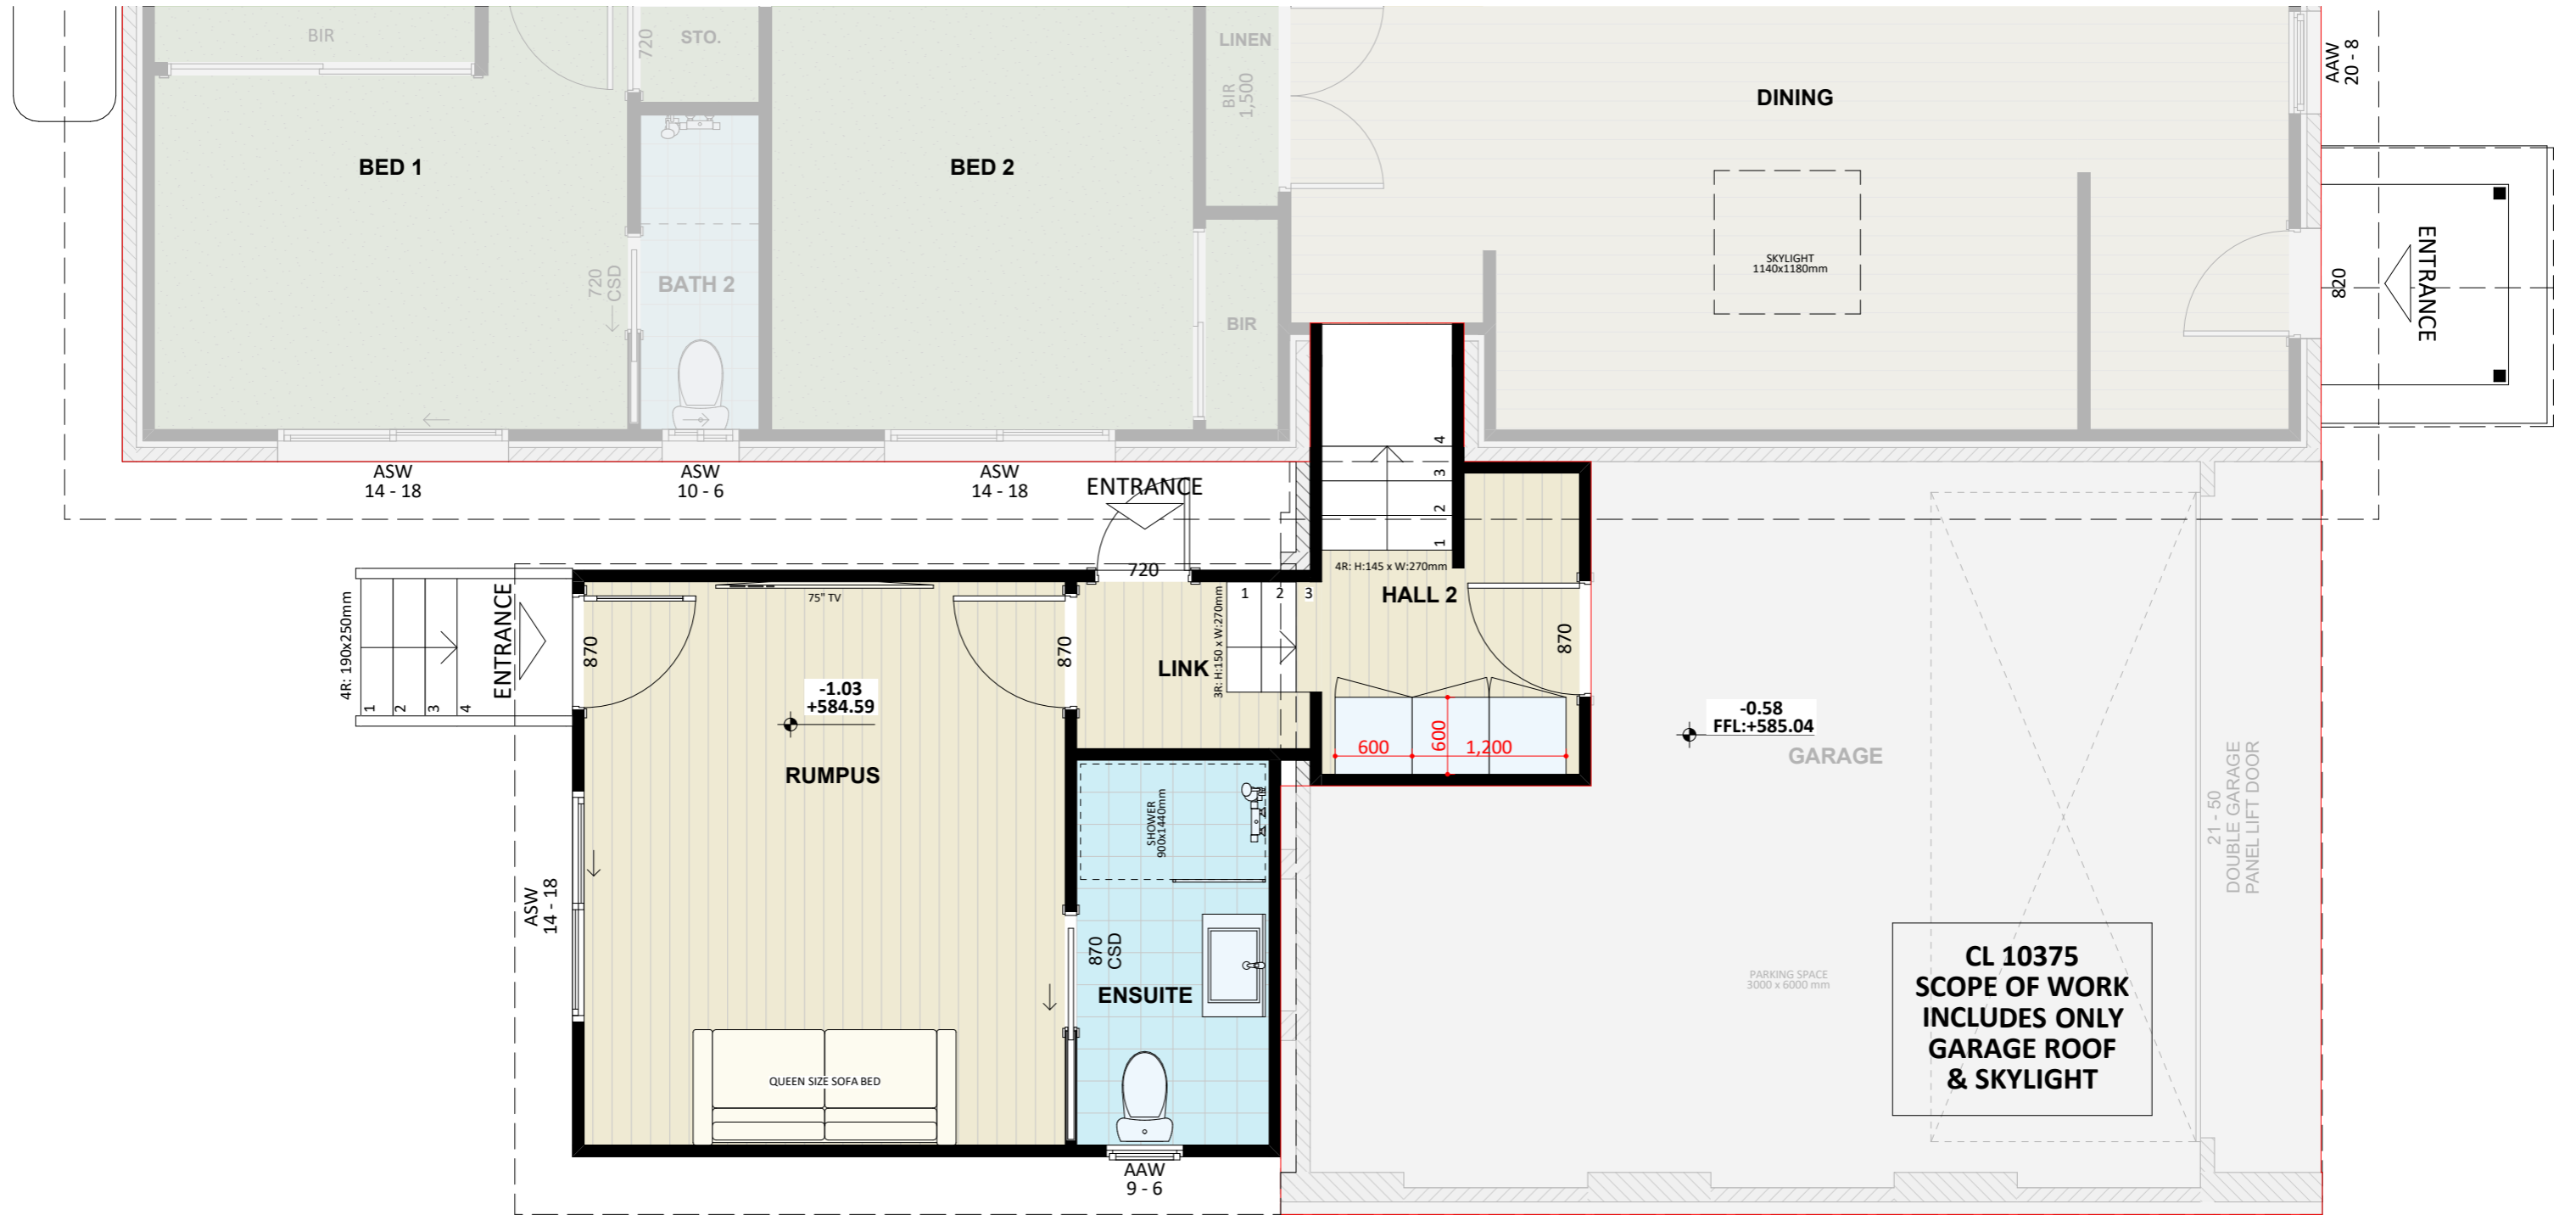 BIR
720
STO.
LINEN
BIR
1,500
DINING
AAW
20 - 8
BED 1
BED 2
SKYLIGHT
1140x1180mm
ENTRANCE
820
720
CSD
BATH 2
BIR
ASW
14 - 18
ASW
10 - 6
ASW
14 - 18
ENTRANCE
4
3
2
1
720
4R: H:145 x W:270mm
HALL 2
75" TV
1
2
3
3R: H:150 x W:270mm
4R: 190x250mm
1
2
3
4
ENTRANCE
870
870
LINK
870
-1.03
+584.59
RUMPUS
600
600
1,200
-0.58
FFL:+585.04
GARAGE
SHOWER
900x1440mm
21 - 50
DOUBLE GARAGE
PANEL LIFT DOOR
ASW
14 - 18
870
CSD
ENSUITE
PARKING SPACE
3000 x 6000 mm
CL 10375
SCOPE OF WORK
INCLUDES ONLY
GARAGE ROOF
& SKYLIGHT
QUEEN SIZE SOFA BED
AAW
9 - 6